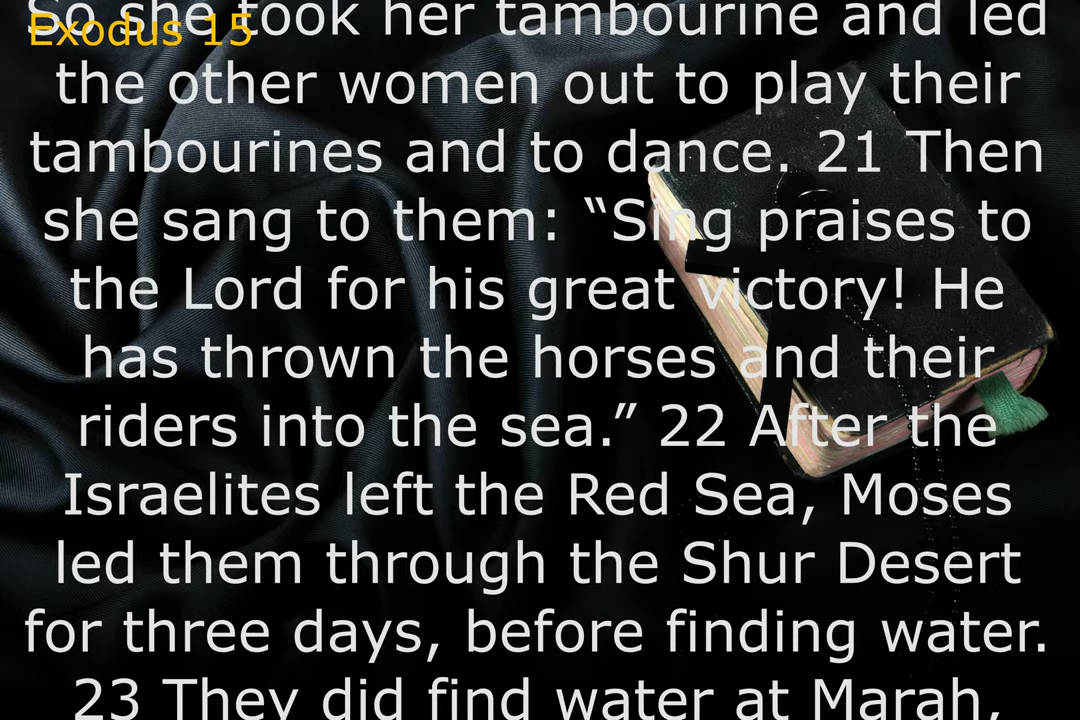 Exodus 15
So she took her tambourine and led
the other women out to play their
tambourines and to dance. 21 Then
she sang to them: “Sing praises to
the Lord for his great victory! He
has thrown the horses and their
riders into the sea.” 22 After the
Israelites left the Red Sea, Moses
led them through the Shur Desert
for three days, before finding water.
23 They did find water at Marah,